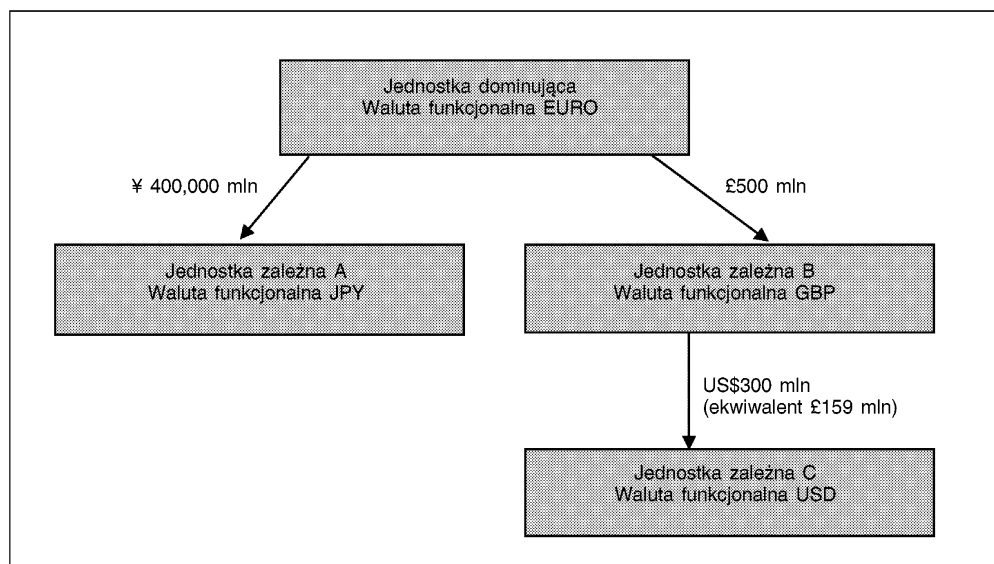 Jednostka dominująca
Waluta funkcjonalna EURO
¥ 400,000 mln
£500 mln
Jednostka zależna A
Waluta funkcjonalna JPY
Jednostka zależna B
Waluta funkcjonalna GBP
US$300 mln
(ekwiwalent £159 mln)
Jednostka zależna C
Waluta funkcjonalna USD